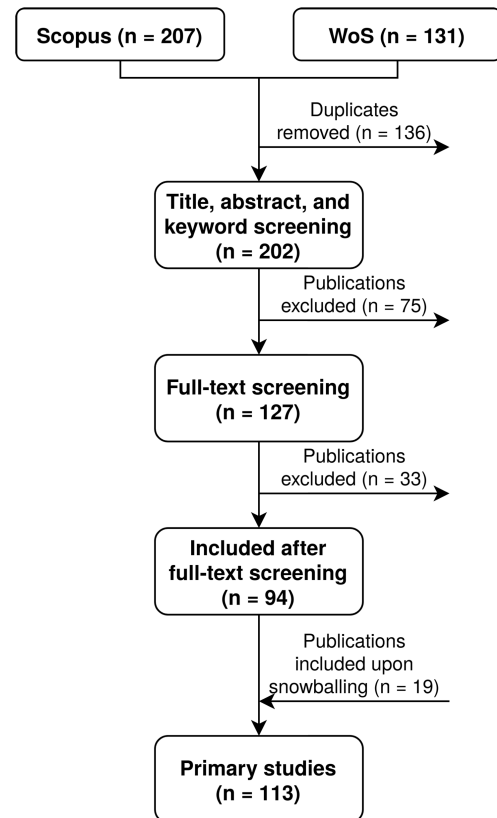 Scopus (n = 207)
WoS (n = 131)
Duplicates
removed (n = 136)
Title, abstract, and
keyword screening
(n = 202)
Publications
excluded (n = 75)
Full-text screening
(n = 127)
Publications
excluded (n = 33)
Included after
full-text screening
(n = 94)
Publications
included upon
snowballing (n = 19)
Primary studies
(n = 113)